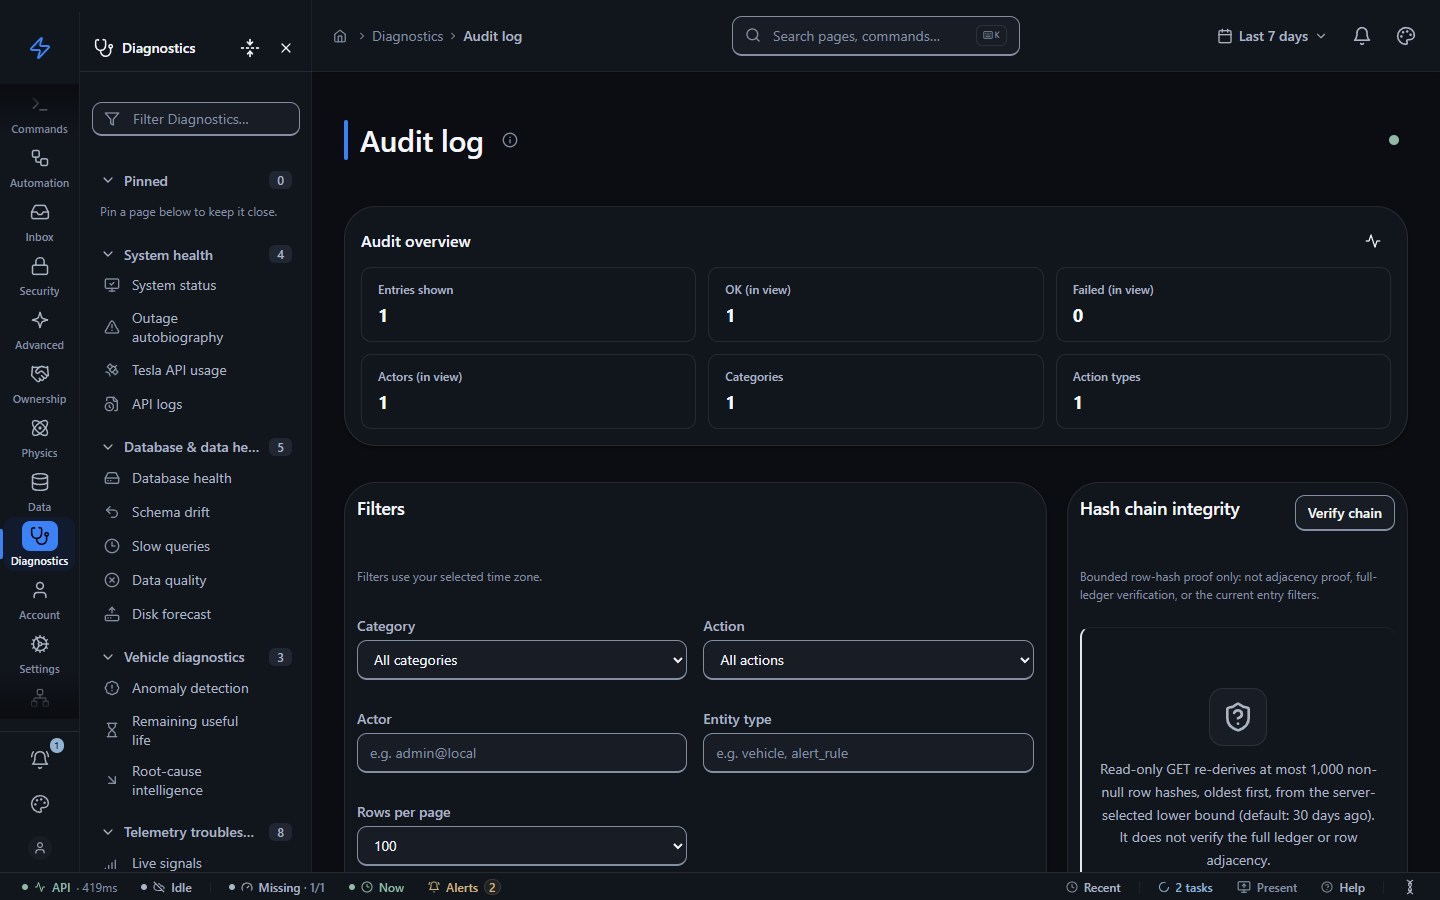 Diagnostics
Diagnostics
Audit log
Search pages, commands...
K
Last 7 days
Commands
Automation
Inbox
Security
Advanced
Ownership
Physics
Data
Diagnostics
Account
Settings
1
Filter Diagnostics...
Pinned 0
Pin a page below to keep it close.
System health 4
System status
Outage
autobiography
Tesla API usage
API logs
Database & data he... 5
Database health
Schema drift
Slow queries
Data quality
Disk forecast
Vehicle diagnostics 3
Anomaly detection
Remaining useful
life
Root-cause
intelligence
Telemetry troubles... 8
Live signals
Audit log
Audit overview
Entries shown
1
OK (in view)
1
Failed (in view)
0
Actors (in view)
1
Categories
1
Action types
1
Filters
Filters use your selected time zone.
Category
All categories
Action
All actions
Actor
e.g. admin@local
Entity type
e.g. vehicle, alert_rule
Rows per page
100
Hash chain integrity
Verify chain
Bounded row-hash proof only: not adjacency proof, full-
ledger verification, or the current entry filters.
Read-only GET re-derives at most 1,000 non-
null row hashes, oldest first, from the server-
selected lower bound (default: 30 days ago).
It does not verify the full ledger or row
adjacency.
API · 419ms
Idle
Missing · 1/1
Now
Alerts 2
Recent
2 tasks
Present
Help